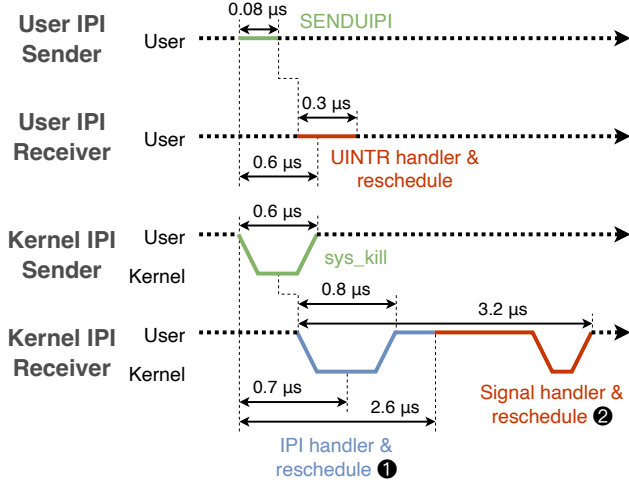 User IPI
Sender
User
0.08 μs
SENDUIPI
User IPI
Receiver
User
0.3 μs
UINTR handler &
reschedule
0.6 μs
Kernel IPI
Sender
User
Kernel
0.6 μs
sys_kill
Kernel IPI
Receiver
User
Kernel
0.8 μs
3.2 μs
0.7 μs
2.6 μs
Signal handler &
reschedule ❷
IPI handler &
reschedule ❶